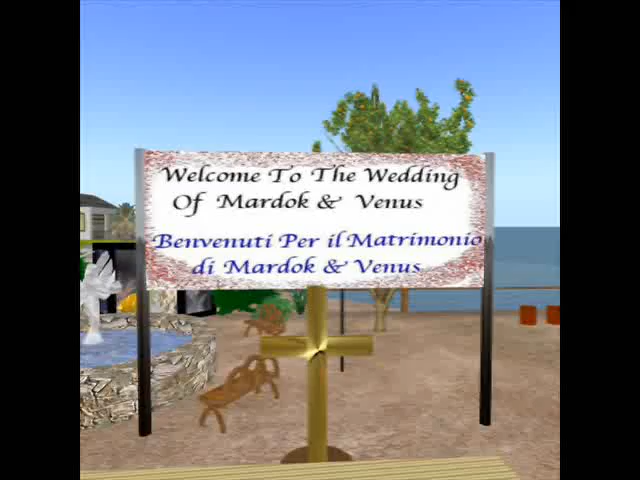 Welcome To The Wedding
Of Mardok & Venus
Benvenuti Per il Matrimonio
di Mardok & Venus